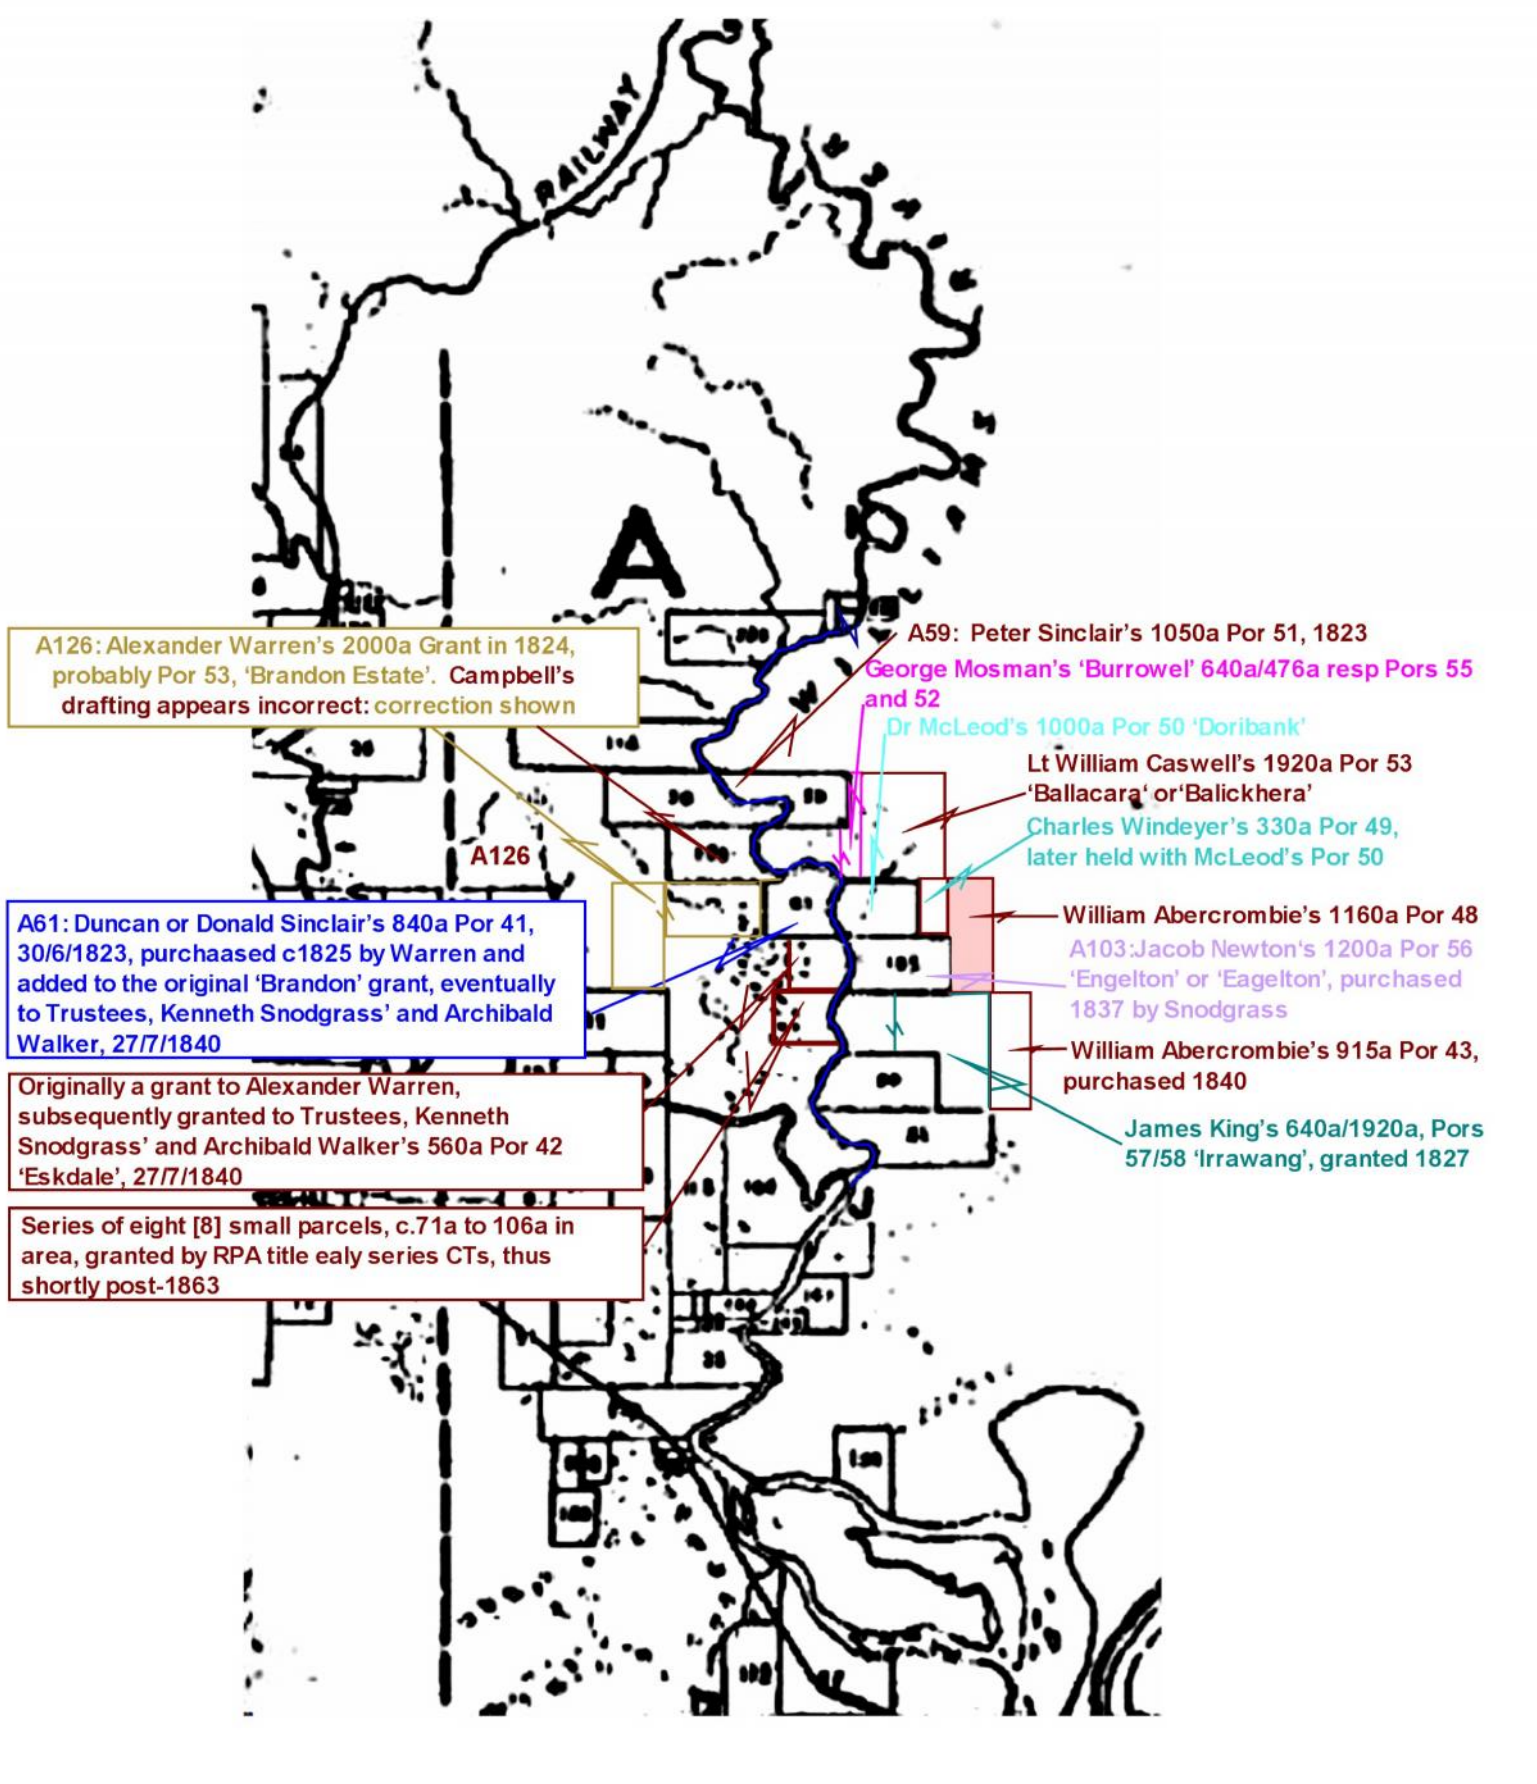 RAILWAY
A
A126: Alexander Warren's 2000a Grant in 1824,
probably Por 53, 'Brandon Estate'. Campbell's
drafting appears incorrect: correction shown
A59: Peter Sinclair's 1050a Por 51, 1823
George Mosman's 'Burrowel' 640a/476a resp Pors 55
and 52
Dr McLeod's 1000a Por 50 'Doribank'
Lt William Caswell's 1920a Por 53
'Ballacara' or'Balickhera'
Charles Windeyer's 330a Por 49,
later held with McLeod's Por 50
A126
William Abercrombie's 1160a Por 48
A61: Duncan or Donald Sinclair's 840a Por 41,
30/6/1823, purchaased c1825 by Warren and
added to the original 'Brandon' grant, eventually
to Trustees, Kenneth Snodgrass' and Archibald
Walker, 27/7/1840
A103:Jacob Newton's 1200a Por 56
'Engelton' or 'Eagelton', purchased
1837 by Snodgrass
William Abercrombie's 915a Por 43,
purchased 1840
Originally a grant to Alexander Warren,
subsequently granted to Trustees, Kenneth
Snodgrass' and Archibald Walker's 560a Por 42
'Eskdale', 27/7/1840
James King's 640a/1920a, Pors
57/58 'Irrawang', granted 1827
Series of eight [8] small parcels, c.71a to 106a in
area, granted by RPA title ealy series CTs, thus
shortly post-1863